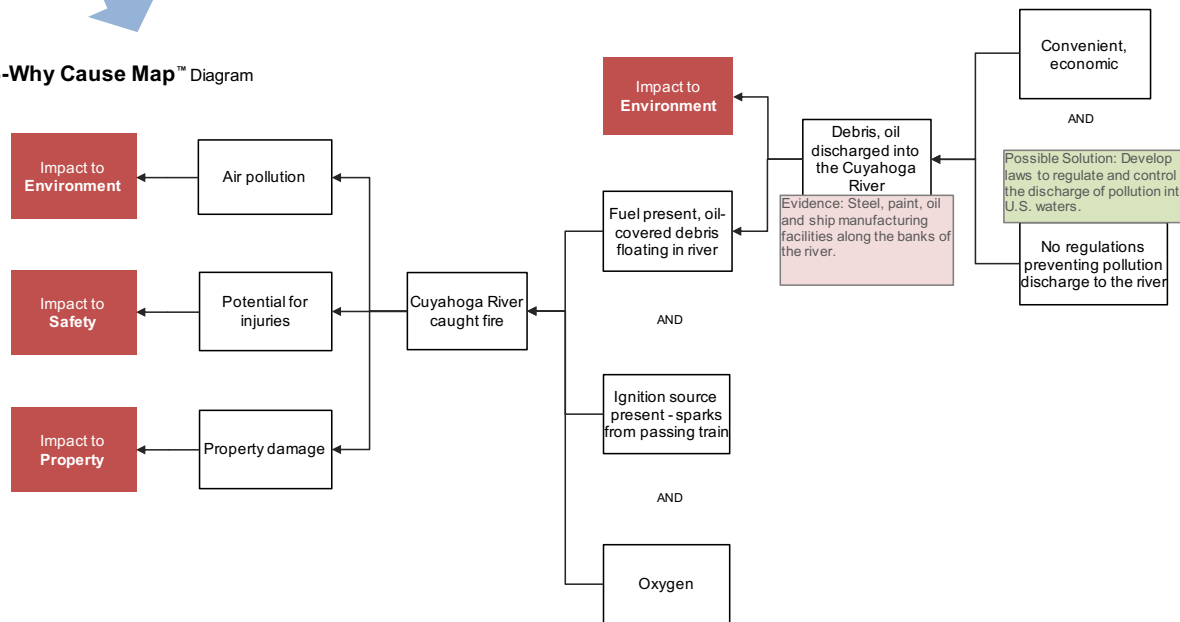 -Why Cause Map™ Diagram
Impact to
Environment
Air pollution
Impact to
Safety
Potential for
injuries
Impact to
Property
Property damage
Cuyahoga River
caught fire
Impact to
Environment
Fuel present, oil-
covered debris
floating in river
AND
Ignition source
present - sparks
from passing train
AND
Oxygen
Debris, oil
discharged into
the Cuyahoga
River
Evidence: Steel, paint, oil
and ship manufacturing
facilities along the banks of
the river.
Convenient,
economic
AND
Possible Solution: Develop
laws to regulate and control
the discharge of pollution int
U.S. waters.
No regulations
preventing pollution
discharge to the river